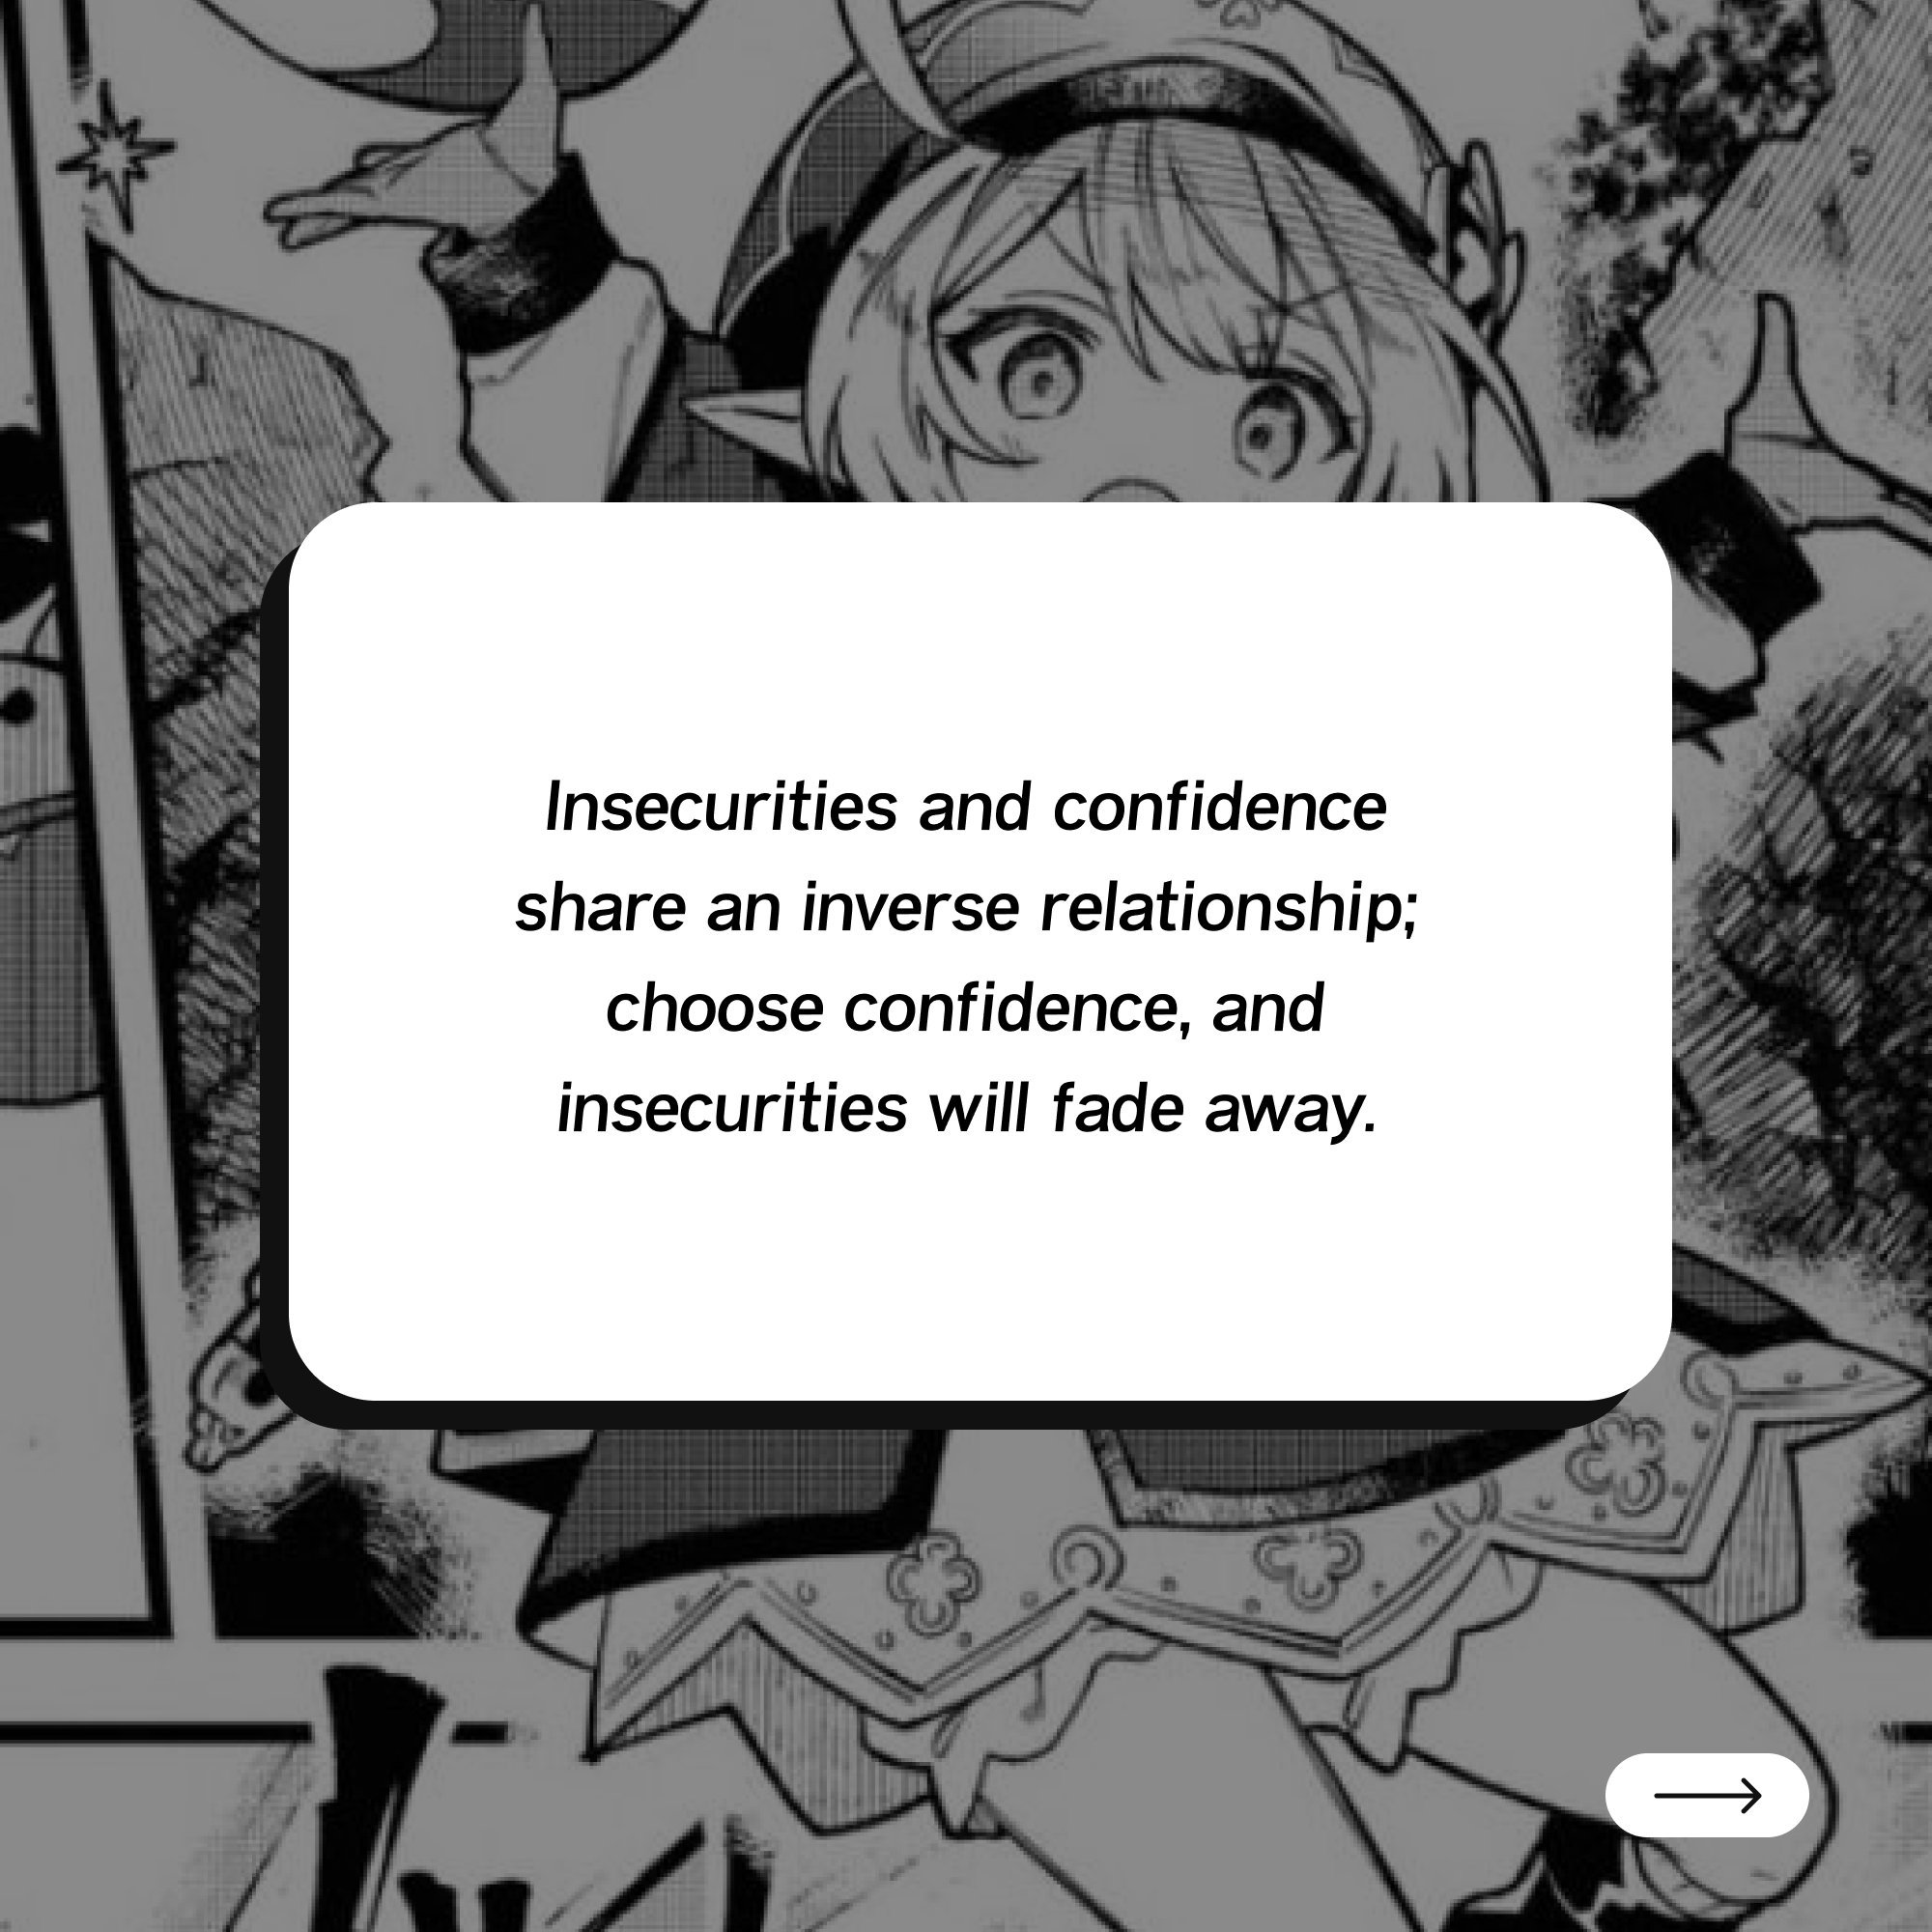 Insecurities and confidence
share an inverse relationship;
choose confidence, and
insecurities will fade away.